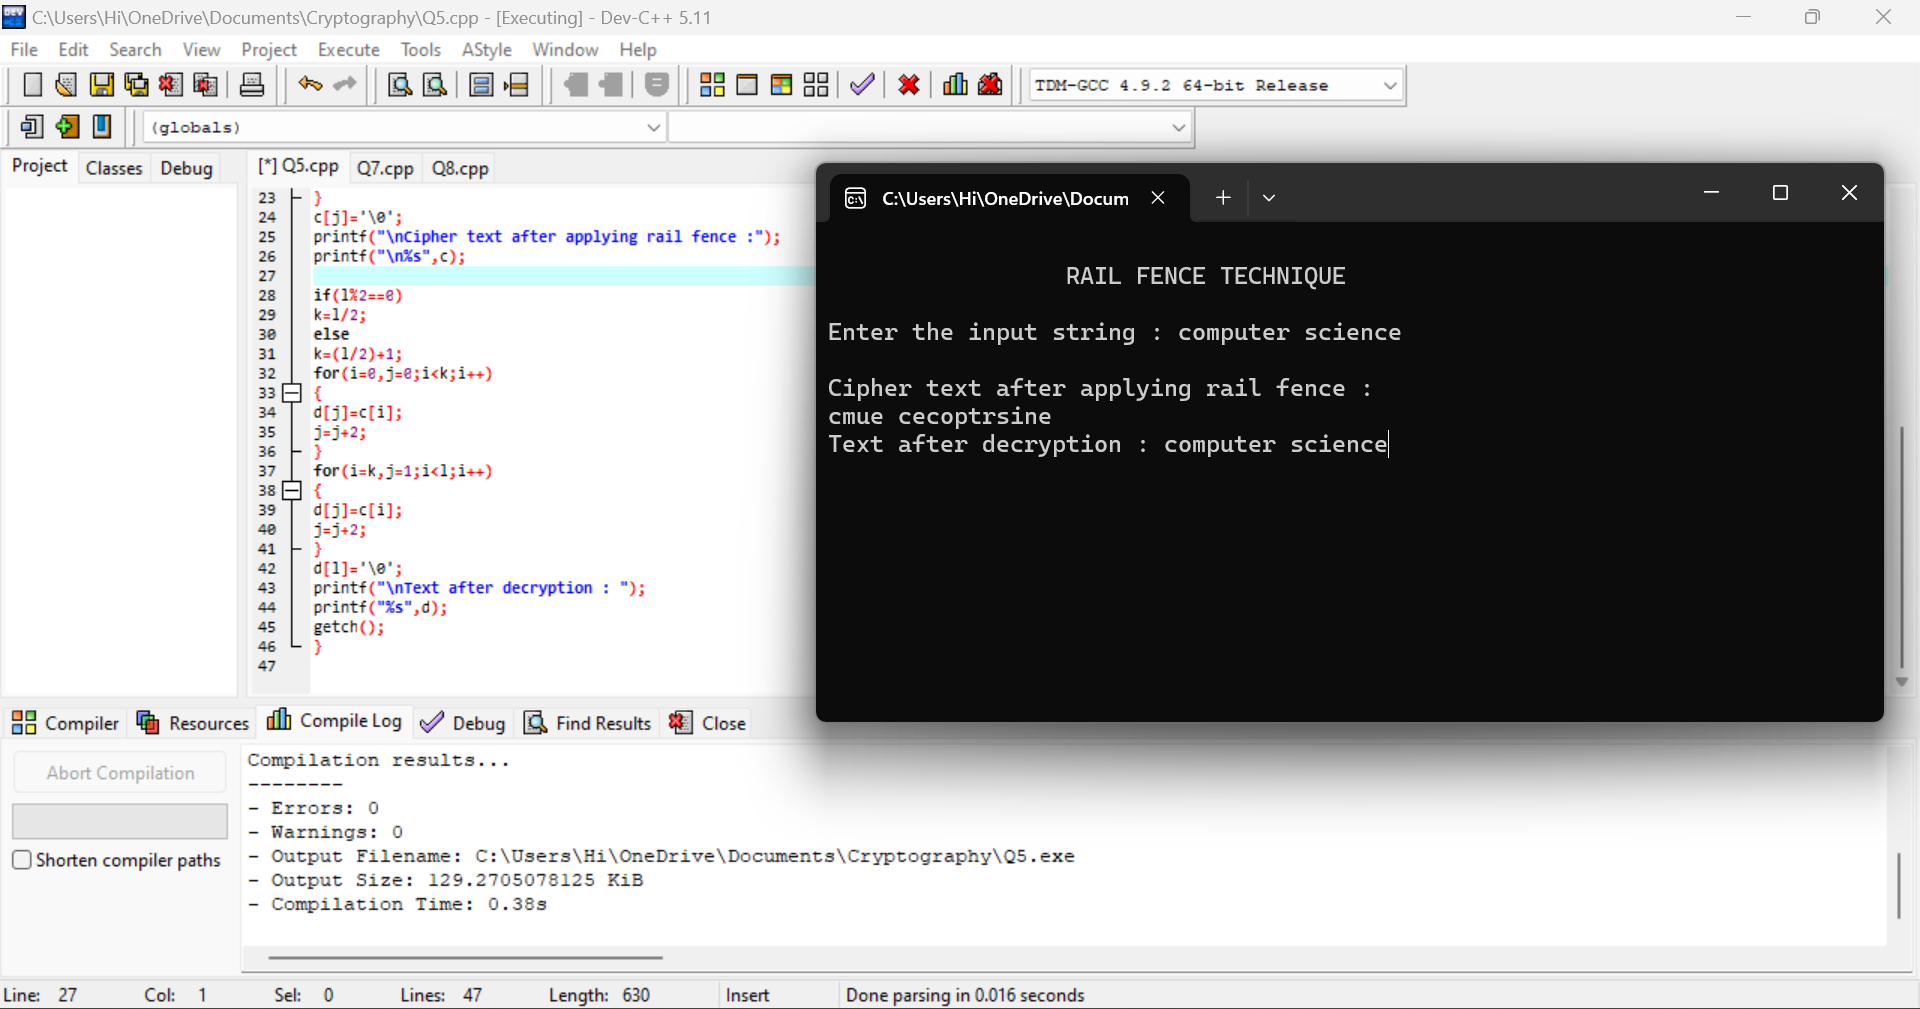 C:\Users\Hi\OneDrive\Documents\Cryptography\Q5.cpp - [Executing] - Dev-C++ 5.11
File Edit Search View Project Execute Tools AStyle Window Help
TDM-GCC 4.9.2 64-bit Release
(globals)
Project Classes Debug
[*] Q5.cpp Q7.cpp Q8.cpp
23 }
24 c[j]='\0';
25 printf("\nCipher text after applying rail fence :");
26 printf("\n%s",c);
27
28 if(l%2==0)
29 k=l/2;
30 else
31 k=(l/2)+1;
32 for(i=0,j=0;i<k;i++)
33 {
34 d[j]=c[i];
35 j=j+2;
36 }
37 for(i=k,j=1;i<l;i++)
38 {
39 d[j]=c[i];
40 j=j+2;
41 }
42 d[l]='\0';
43 printf("\nText after decryption : ");
44 printf("%s",d);
45 getch();
46 }
47
C:\Users\Hi\OneDrive\Docum
RAIL FENCE TECHNIQUE
Enter the input string : computer science
Cipher text after applying rail fence :
cmue cecoptrsine
Text after decryption : computer science
Compiler Resources Compile Log Debug Find Results Close
Abort Compilation
Shorten compiler paths
Compilation results...
--------
- Errors: 0
- Warnings: 0
- Output Filename: C:\Users\Hi\OneDrive\Documents\Cryptography\Q5.exe
- Output Size: 129.2705078125 KiB
- Compilation Time: 0.38s
Line: 27 Col: 1 Sel: 0 Lines: 47 Length: 630 Insert Done parsing in 0.016 seconds